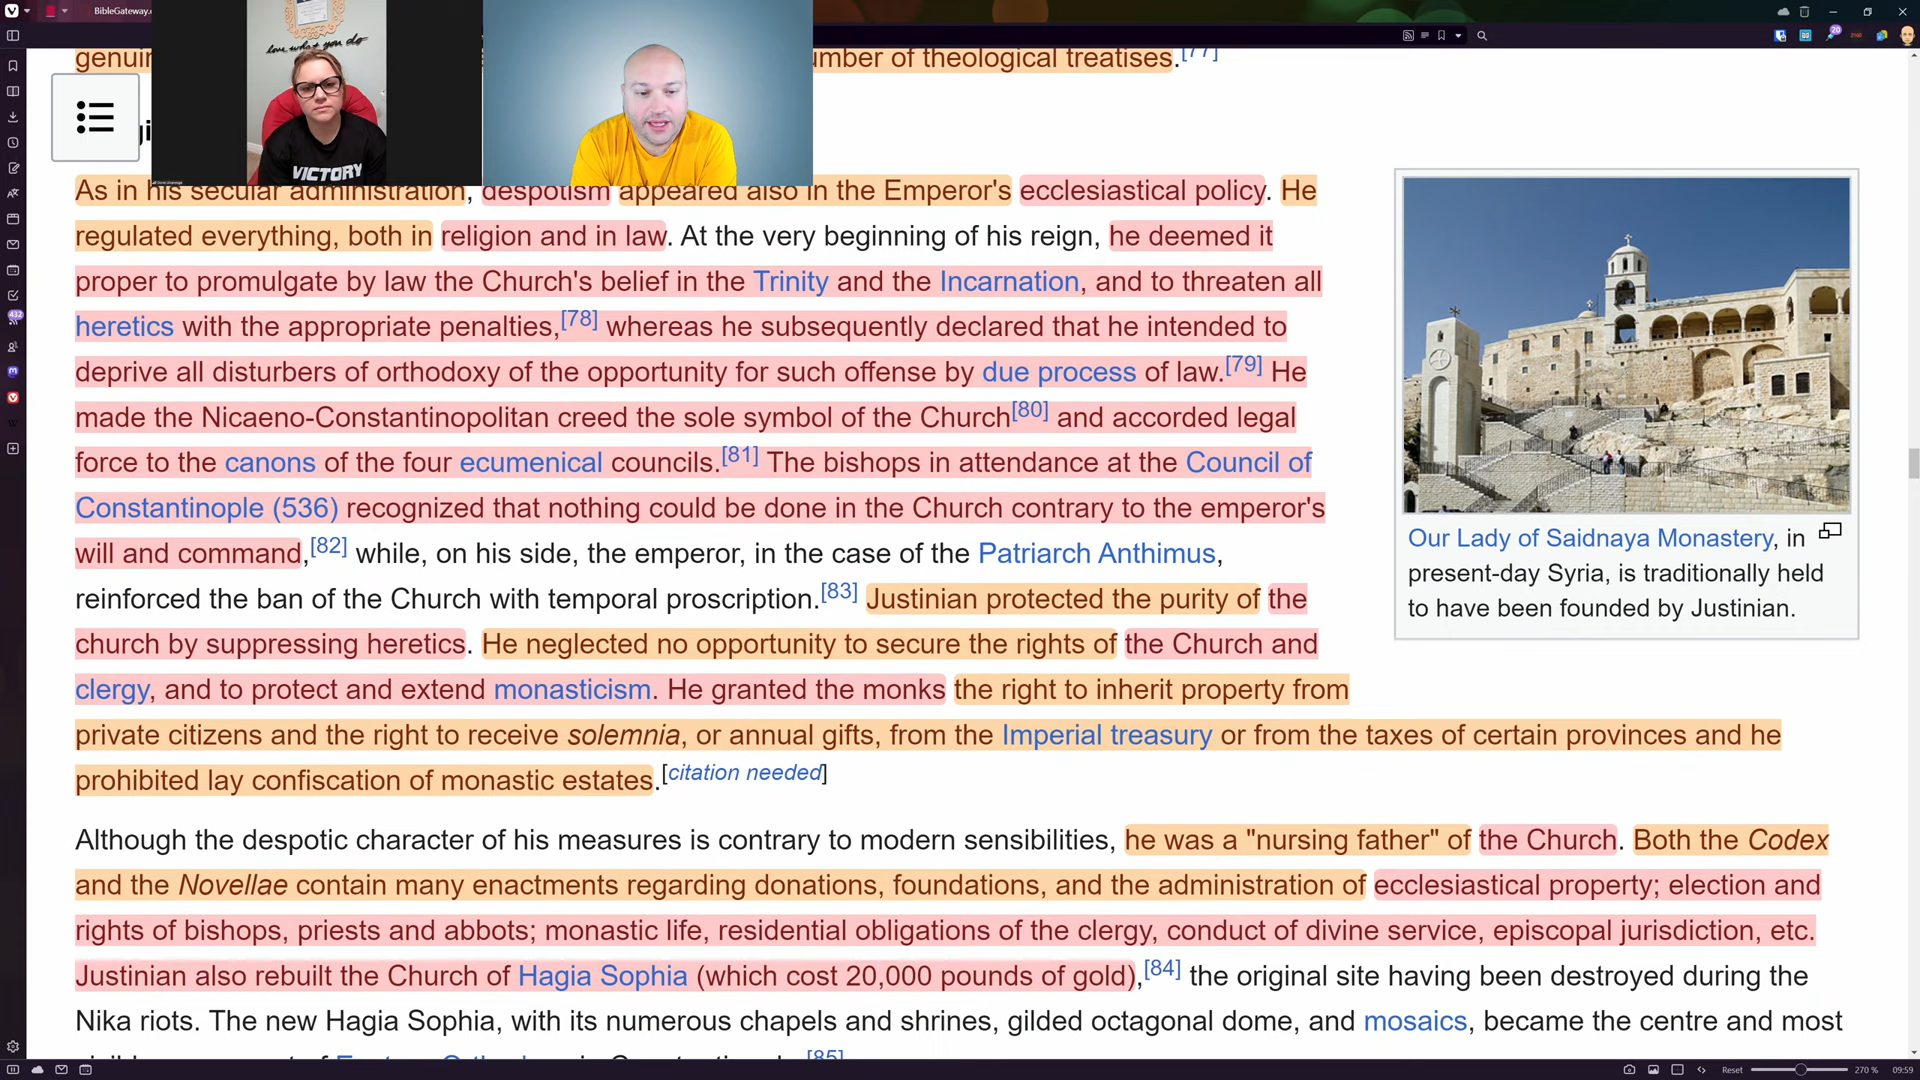 BibleGateway.
love what you do
VICTORY
20
432
genuin
umber of theological treatises.[77]
gi
As in his secular administration, despotism appeared also in the Emperor's ecclesiastical policy. He
regulated everything, both in religion and in law. At the very beginning of his reign, he deemed it
proper to promulgate by law the Church's belief in the Trinity and the Incarnation, and to threaten all
heretics with the appropriate penalties,[78] whereas he subsequently declared that he intended to
deprive all disturbers of orthodoxy of the opportunity for such offense by due process of law.[79] He
made the Nicaeno-Constantinopolitan creed the sole symbol of the Church[80] and accorded legal
force to the canons of the four ecumenical councils.[81] The bishops in attendance at the Council of
Constantinople (536) recognized that nothing could be done in the Church contrary to the emperor's
will and command,[82] while, on his side, the emperor, in the case of the Patriarch Anthimus,
reinforced the ban of the Church with temporal proscription.[83] Justinian protected the purity of the
church by suppressing heretics. He neglected no opportunity to secure the rights of the Church and
clergy, and to protect and extend monasticism. He granted the monks the right to inherit property from
private citizens and the right to receive solemnia, or annual gifts, from the Imperial treasury or from the taxes of certain provinces and he
prohibited lay confiscation of monastic estates.[citation needed]
Our Lady of Saidnaya Monastery, in
present-day Syria, is traditionally held
to have been founded by Justinian.
Although the despotic character of his measures is contrary to modern sensibilities, he was a "nursing father" of the Church. Both the Codex
and the Novellae contain many enactments regarding donations, foundations, and the administration of ecclesiastical property; election and
rights of bishops, priests and abbots; monastic life, residential obligations of the clergy, conduct of divine service, episcopal jurisdiction, etc.
Justinian also rebuilt the Church of Hagia Sophia (which cost 20,000 pounds of gold),[84] the original site having been destroyed during the
Nika riots. The new Hagia Sophia, with its numerous chapels and shrines, gilded octagonal dome, and mosaics, became the centre and most
[85]
Reset
270 %
09:59